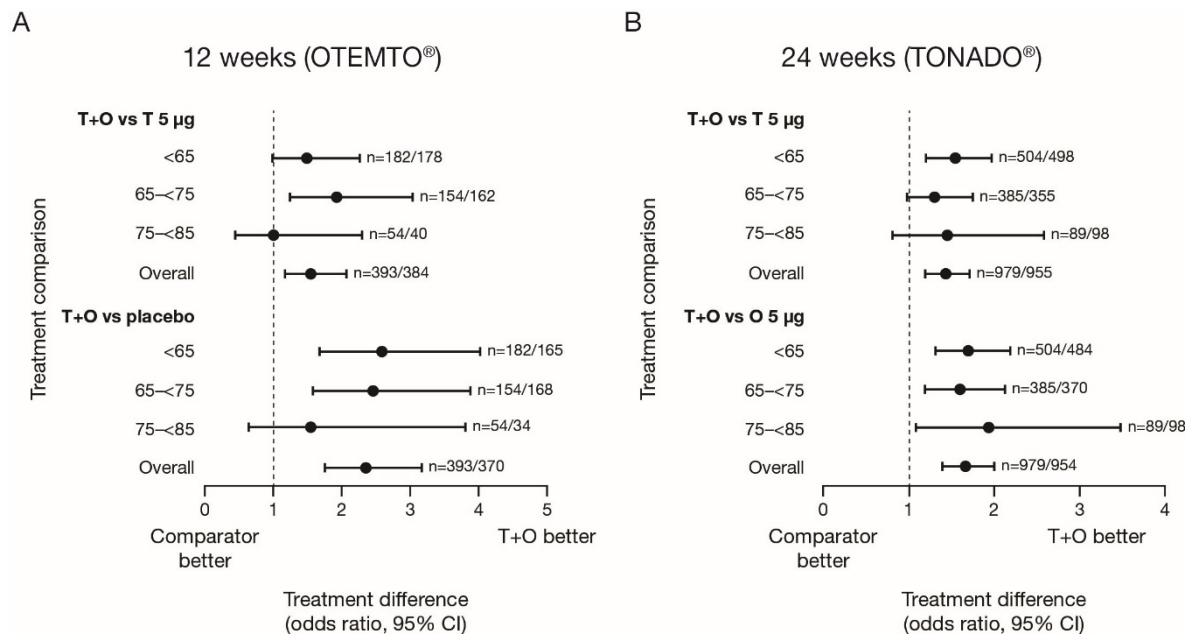 A
12 weeks (OTEMTO®)
Treatment comparison
T+O vs T 5 µg
<65
n=182/178
65–<75
n=154/162
75–<85
n=54/40
Overall
n=393/384
T+O vs placebo
<65
n=182/165
65–<75
n=154/168
75–<85
n=54/34
Overall
n=393/370
0 1 2 3 4 5
Comparator
better
T+O better
Treatment difference
(odds ratio, 95% CI)
B
24 weeks (TONADO®)
Treatment comparison
T+O vs T 5 µg
<65
n=504/498
65–<75
n=385/355
75–<85
n=89/98
Overall
n=979/955
T+O vs O 5 µg
<65
n=504/484
65–<75
n=385/370
75–<85
n=89/98
Overall
n=979/954
0 1 2 3 4
Comparator
better
T+O better
Treatment difference
(odds ratio, 95% CI)